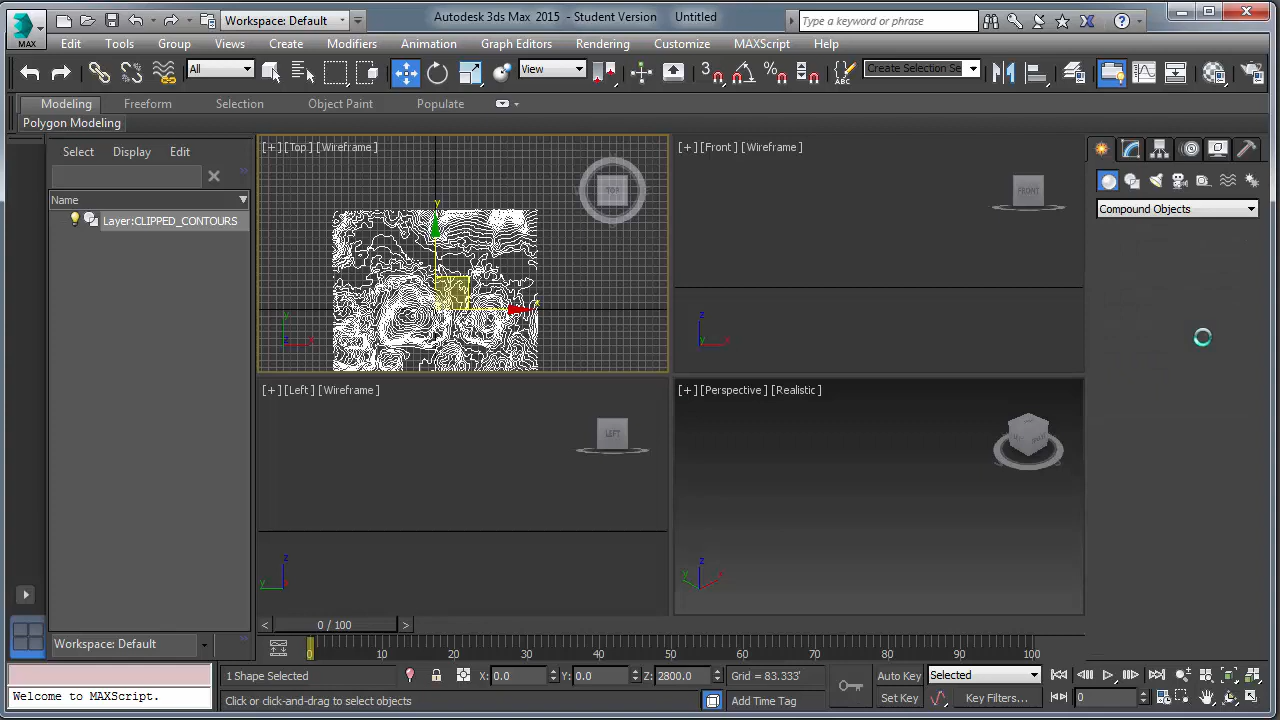 MAX
Workspace: Default
Autodesk 3ds Max 2015 - Student Version Untitled
Type a keyword or phrase
Edit Tools Group Views Create Modifiers Animation Graph Editors Rendering Customize MAXScript Help
All
View
3
%
ABC
Create Selection Se
Modeling Freeform Selection Object Paint Populate
Polygon Modeling
Select Display Edit
Name
Layer:CLIPPED_CONTOURS
[+] [Top] [Wireframe]
TOP
y
x
y
z
x
[+] [Front] [Wireframe]
FRONT
z
y
x
[+] [Left] [Wireframe]
LEFT
z
y
x
[+] [Perspective] [Realistic]
z
y
x
Compound Objects
Workspace: Default
< 0 / 100 >
0 10 20 30 40 50 60 70 80 90 100
Welcome to MAXScript.
1 Shape Selected
X: 0.0 Y: 0.0 Z: 2800.0
Grid = 83.333'
Auto Key
Selected
Click or click-and-drag to select objects
Add Time Tag
Set Key
Key Filters...
0